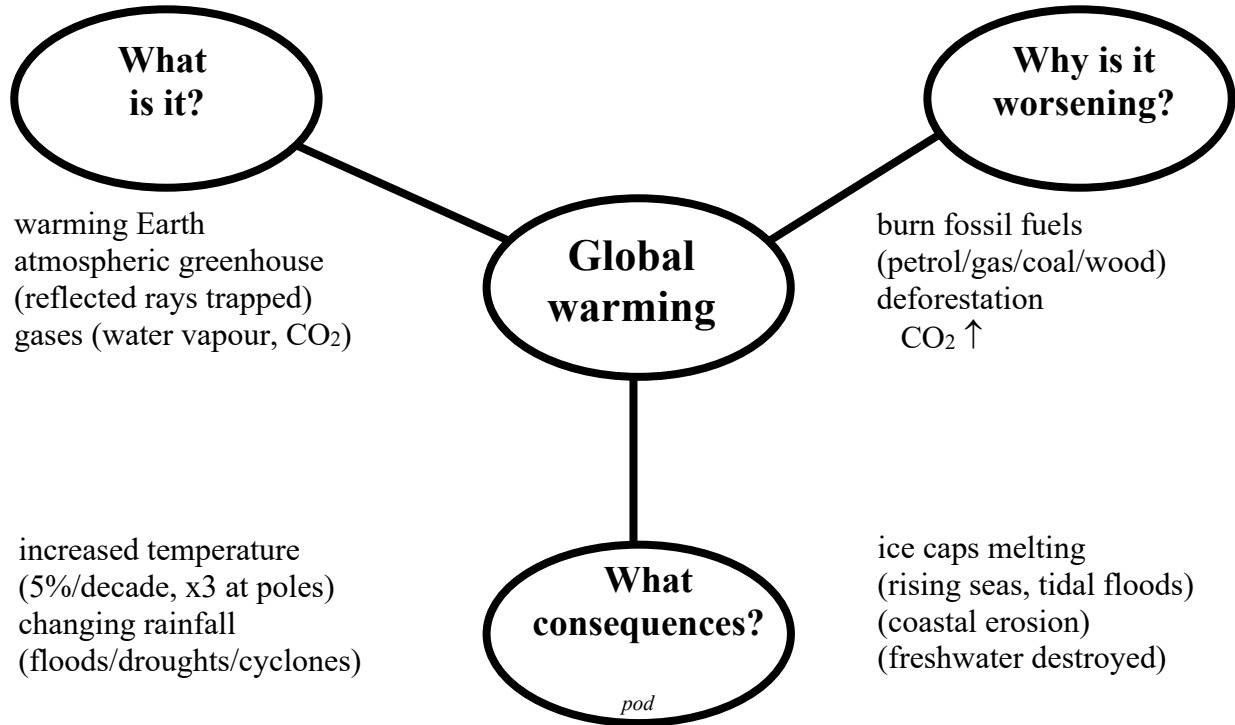 What
is it?
Why is it
worsening?
warming Earth
atmospheric greenhouse
(reflected rays trapped)
gases (water vapour, CO₂)
Global
warming
burn fossil fuels
(petrol/gas/coal/wood)
deforestation
CO₂ ↑
increased temperature
(5%/decade, x3 at poles)
changing rainfall
(floods/droughts/cyclones)
What
consequences?
pod
ice caps melting
(rising seas, tidal floods)
(coastal erosion)
(freshwater destroyed)